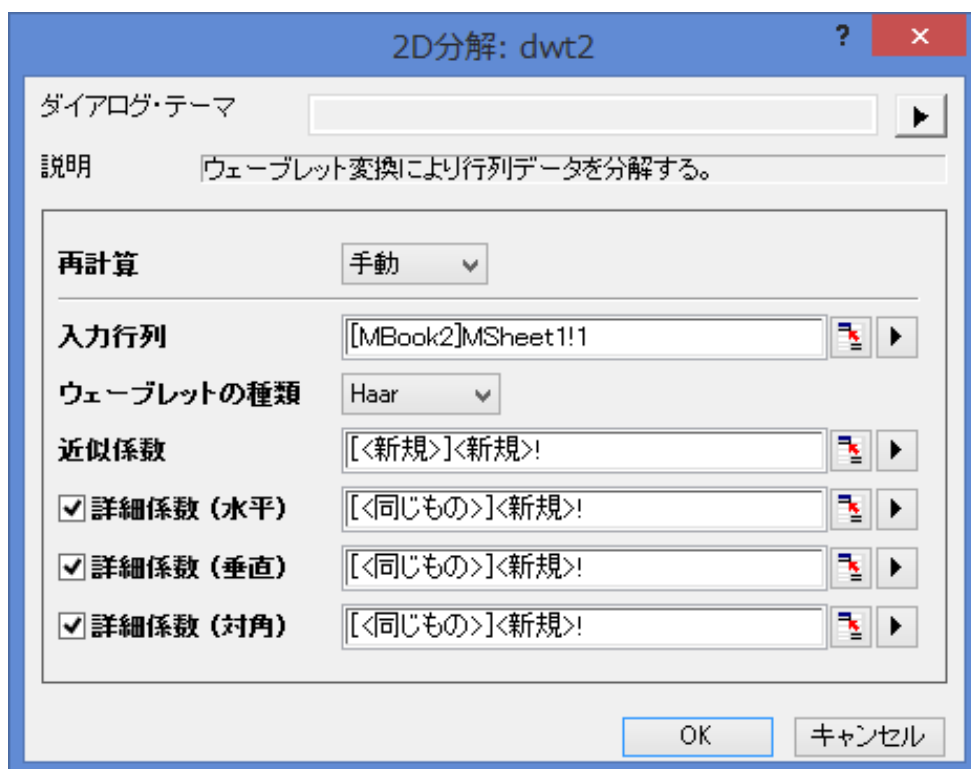 2D分解: dwt2
?
×
ダイアログ・テーマ
説明 ウェーブレット変換により行列データを分解する。
再計算 手動
入力行列 [MBook2]MSheet1!1
ウェーブレットの種類 Haar
近似係数 [<新規>]<新規>!
詳細係数 (水平) [<同じもの>]<新規>!
詳細係数 (垂直) [<同じもの>]<新規>!
詳細係数 (対角) [<同じもの>]<新規>!
OK キャンセル